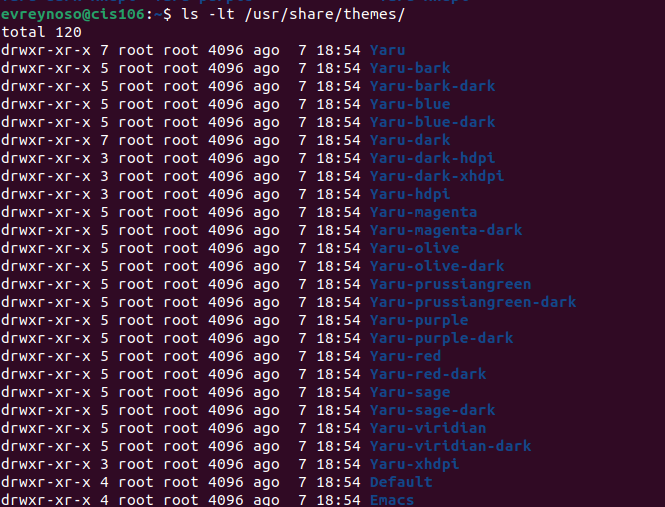 evreynoso@cis106:~$ ls -lt /usr/share/themes/
total 120
drwxr-xr-x 7 root root 4096 ago  7 18:54 Yaru
drwxr-xr-x 5 root root 4096 ago  7 18:54 Yaru-bark
drwxr-xr-x 5 root root 4096 ago  7 18:54 Yaru-bark-dark
drwxr-xr-x 5 root root 4096 ago  7 18:54 Yaru-blue
drwxr-xr-x 5 root root 4096 ago  7 18:54 Yaru-blue-dark
drwxr-xr-x 7 root root 4096 ago  7 18:54 Yaru-dark
drwxr-xr-x 3 root root 4096 ago  7 18:54 Yaru-dark-hdpi
drwxr-xr-x 3 root root 4096 ago  7 18:54 Yaru-dark-xhdpi
drwxr-xr-x 3 root root 4096 ago  7 18:54 Yaru-hdpi
drwxr-xr-x 5 root root 4096 ago  7 18:54 Yaru-magenta
drwxr-xr-x 5 root root 4096 ago  7 18:54 Yaru-magenta-dark
drwxr-xr-x 5 root root 4096 ago  7 18:54 Yaru-olive
drwxr-xr-x 5 root root 4096 ago  7 18:54 Yaru-olive-dark
drwxr-xr-x 5 root root 4096 ago  7 18:54 Yaru-prussiangreen
drwxr-xr-x 5 root root 4096 ago  7 18:54 Yaru-prussiangreen-dark
drwxr-xr-x 5 root root 4096 ago  7 18:54 Yaru-purple
drwxr-xr-x 5 root root 4096 ago  7 18:54 Yaru-purple-dark
drwxr-xr-x 5 root root 4096 ago  7 18:54 Yaru-red
drwxr-xr-x 5 root root 4096 ago  7 18:54 Yaru-red-dark
drwxr-xr-x 5 root root 4096 ago  7 18:54 Yaru-sage
drwxr-xr-x 5 root root 4096 ago  7 18:54 Yaru-sage-dark
drwxr-xr-x 5 root root 4096 ago  7 18:54 Yaru-viridian
drwxr-xr-x 5 root root 4096 ago  7 18:54 Yaru-viridian-dark
drwxr-xr-x 3 root root 4096 ago  7 18:54 Yaru-xhdpi
drwxr-xr-x 4 root root 4096 ago  7 18:54 Default
drwxr-xr-x 4 root root 4096 ago  7 18:54 Emacs